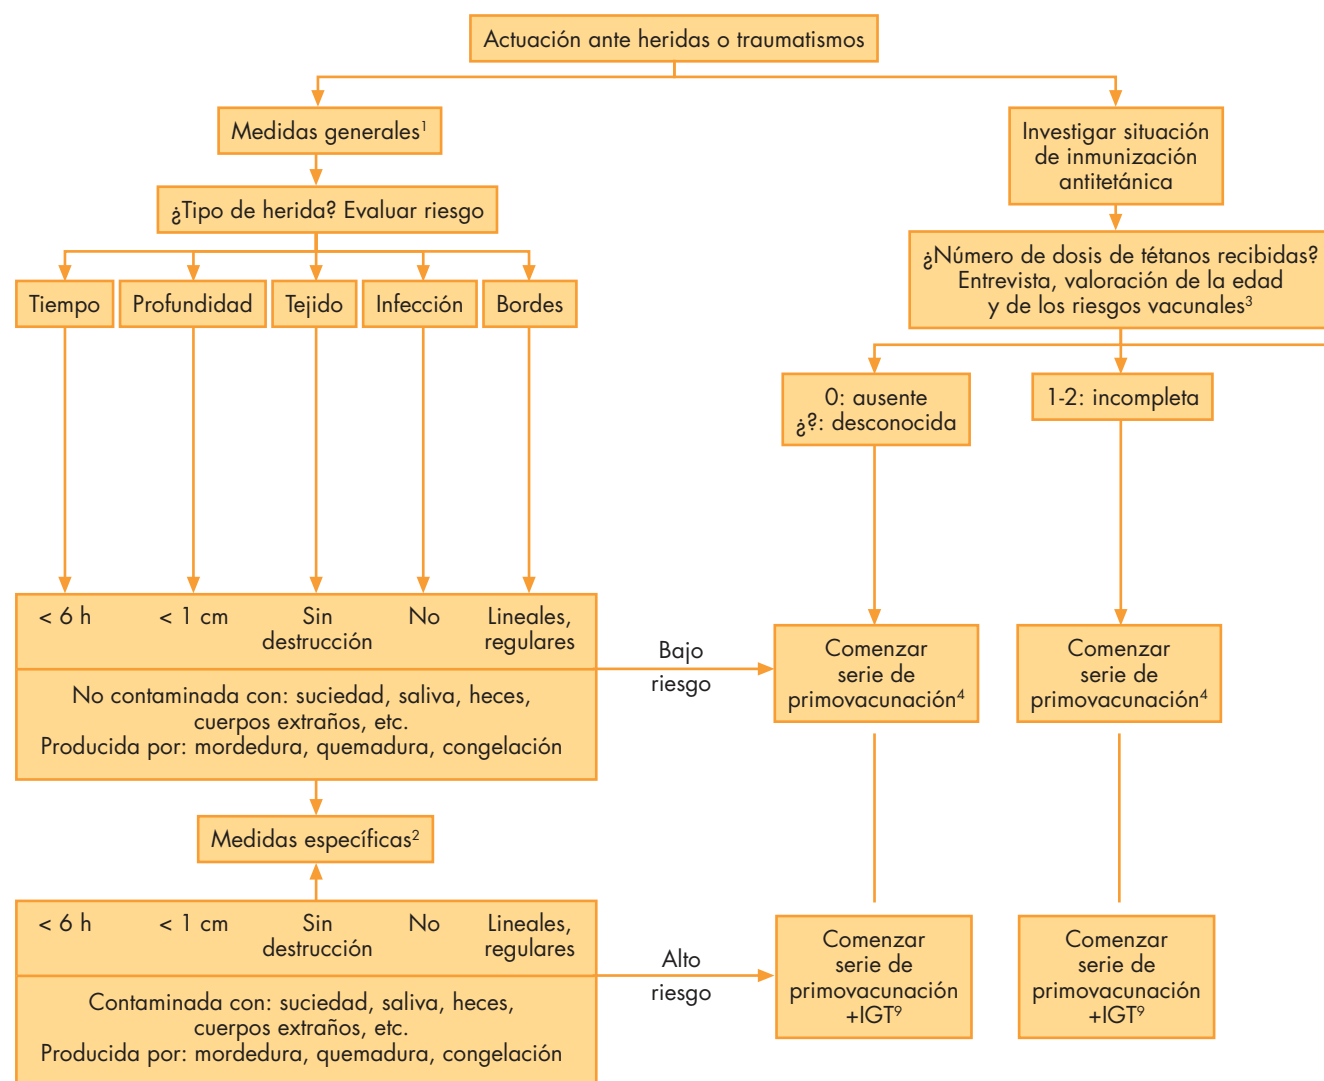 Actuación ante heridas o traumatismos
Medidas generales¹
Investigar situación
de inmunización
antitetánica
¿Tipo de herida? Evaluar riesgo
¿Número de dosis de tétanos recibidas?
Entrevista, valoración de la edad
y de los riesgos vacunales³
Tiempo
Profundidad
Tejido
Infección
Bordes
0: ausente
¿?: desconocida
1-2: incompleta
< 6 h
< 1 cm
Sin
destrucción
No
Lineales,
regulares
No contaminada con: suciedad, saliva, heces,
cuerpos extraños, etc.
Producida por: mordedura, quemadura, congelación
Bajo
riesgo
Comenzar
serie de
primovacunación⁴
Comenzar
serie de
primovacunación⁴
Medidas específicas²
< 6 h
< 1 cm
Sin
destrucción
No
Lineales,
regulares
Contaminada con: suciedad, saliva, heces,
cuerpos extraños, etc.
Producida por: mordedura, quemadura, congelación
Alto
riesgo
Comenzar
serie de
primovacunación
+IGT⁹
Comenzar
serie de
primovacunación
+IGT⁹